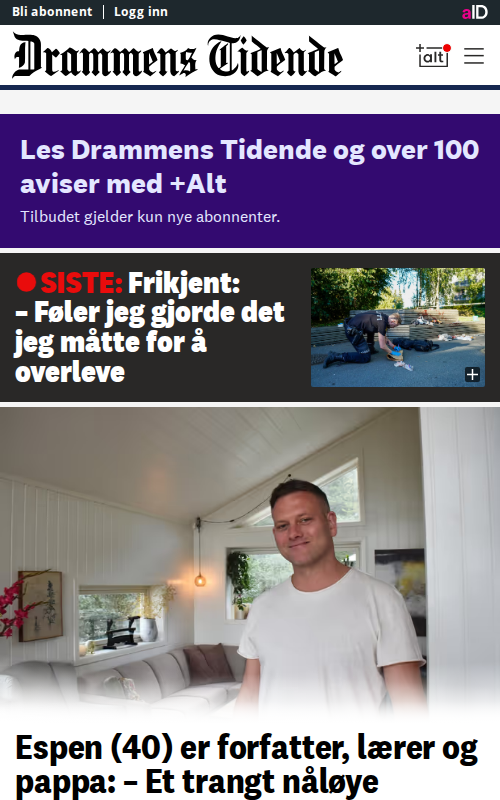 Bli abonnent | Logg inn
aID
Drammens Tidende
+alt
Les Drammens Tidende og over 100
aviser med +Alt
Tilbudet gjelder kun nye abonnenter.
SISTE: Frikjent:
– Føler jeg gjorde det
jeg måtte for å
overleve
Espen (40) er forfatter, lærer og
pappa: – Et trangt nåløye